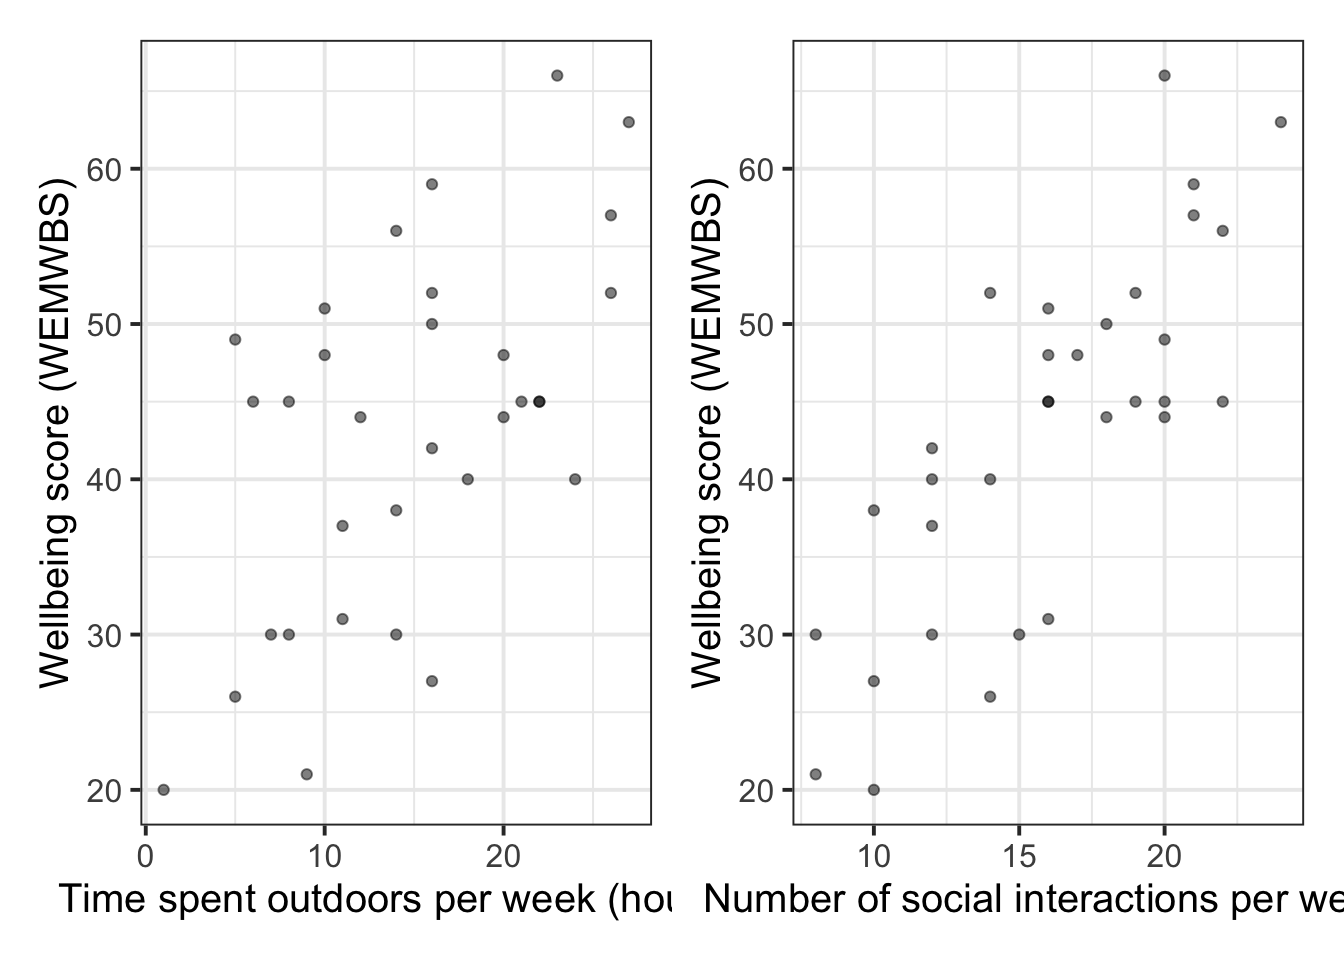 Wellbeing score (WEMWBS)
60
50
40
30
20
0 10 20
Time spent outdoors per week (hou
Wellbeing score (WEMWBS)
60
50
40
30
20
10 15 20
Number of social interactions per we